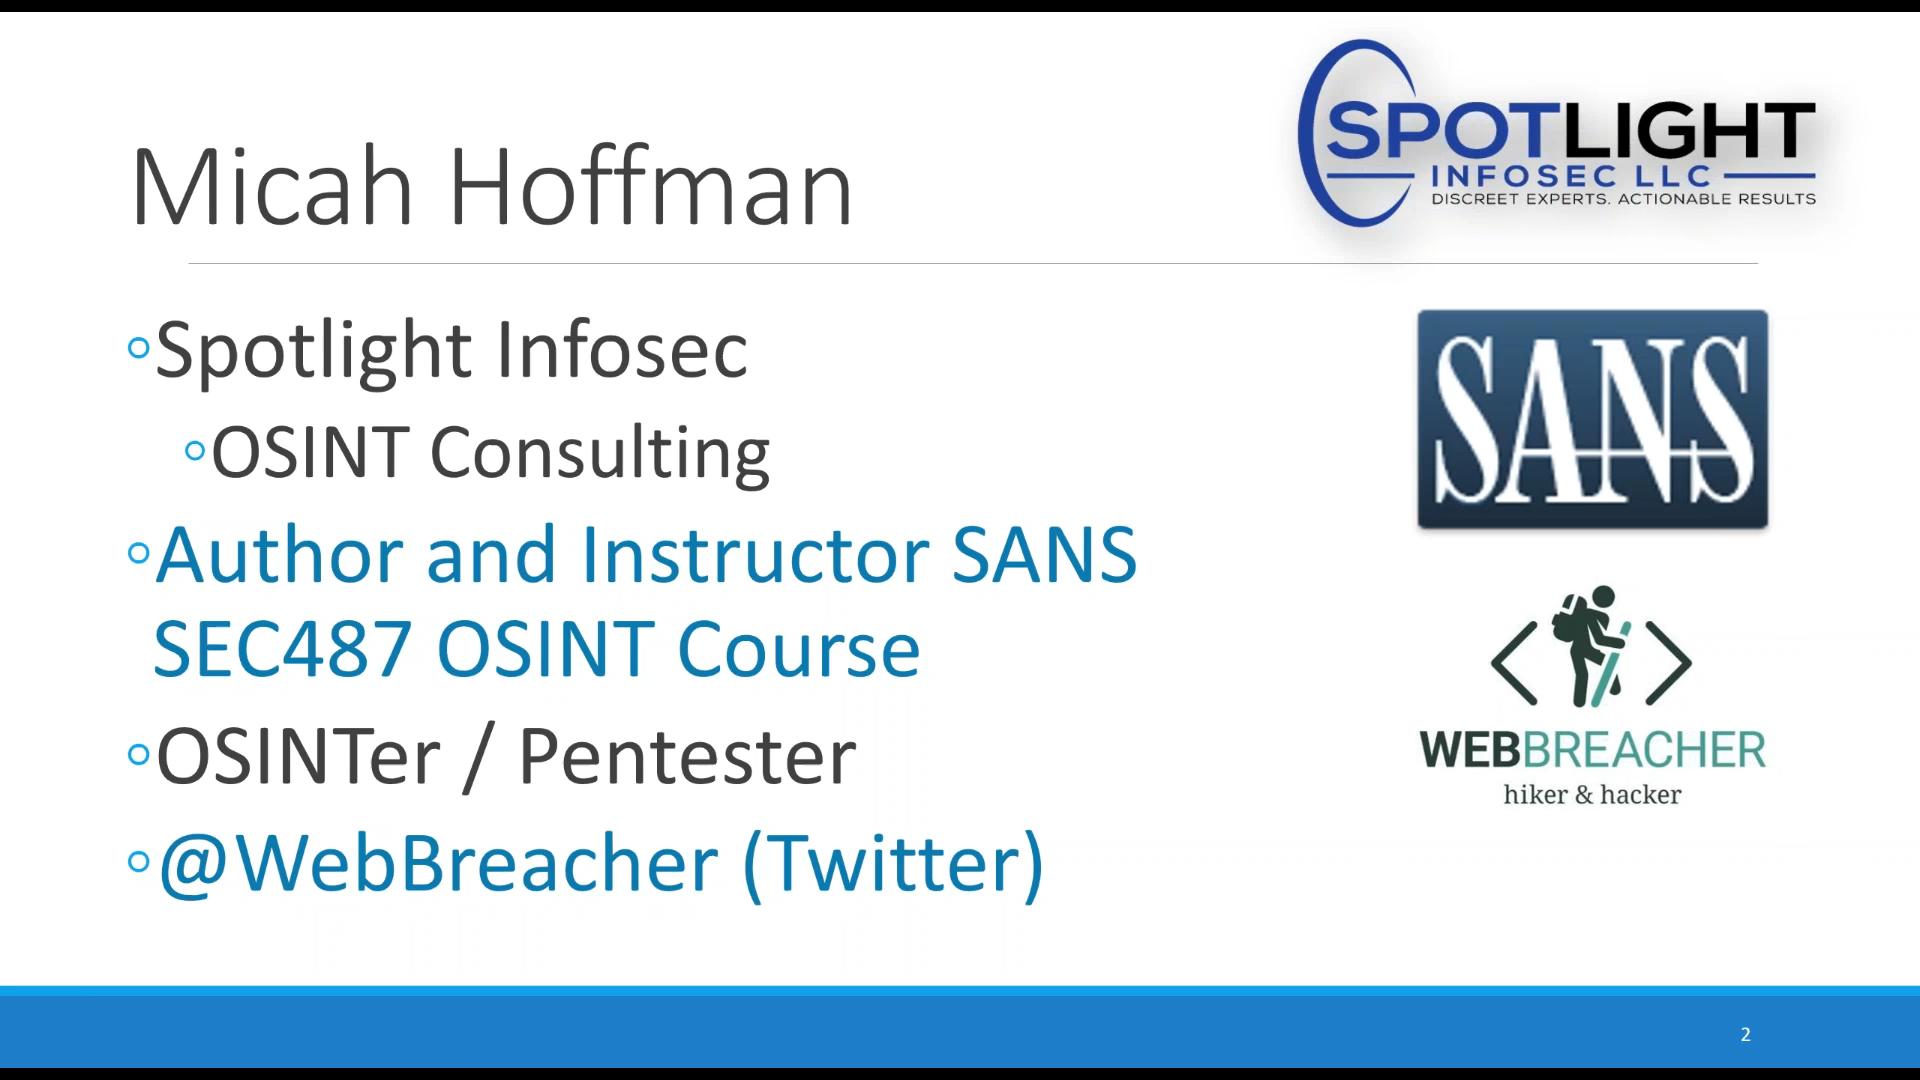 SPOTLIGHT
INFOSEC LLC
DISCREET EXPERTS. ACTIONABLE RESULTS
Micah Hoffman
◦Spotlight Infosec
◦OSINT Consulting
◦Author and Instructor SANS
SEC487 OSINT Course
◦OSINTer / Pentester
◦@WebBreacher (Twitter)
SANS
WEBBREACHER
hiker & hacker
2